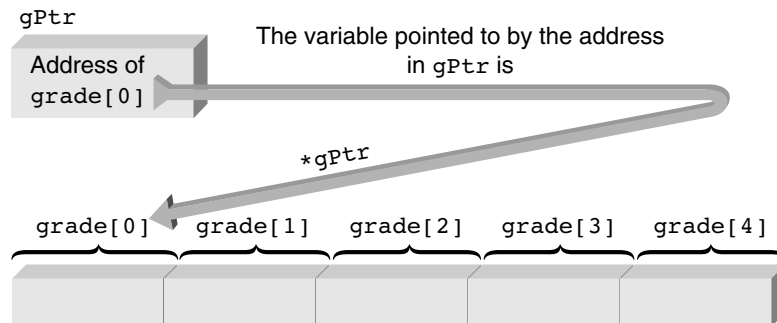 gPtr
Address of
grade[0]
The variable pointed to by the address
in gPtr is
*gPtr
grade[0] grade[1] grade[2] grade[3] grade[4]